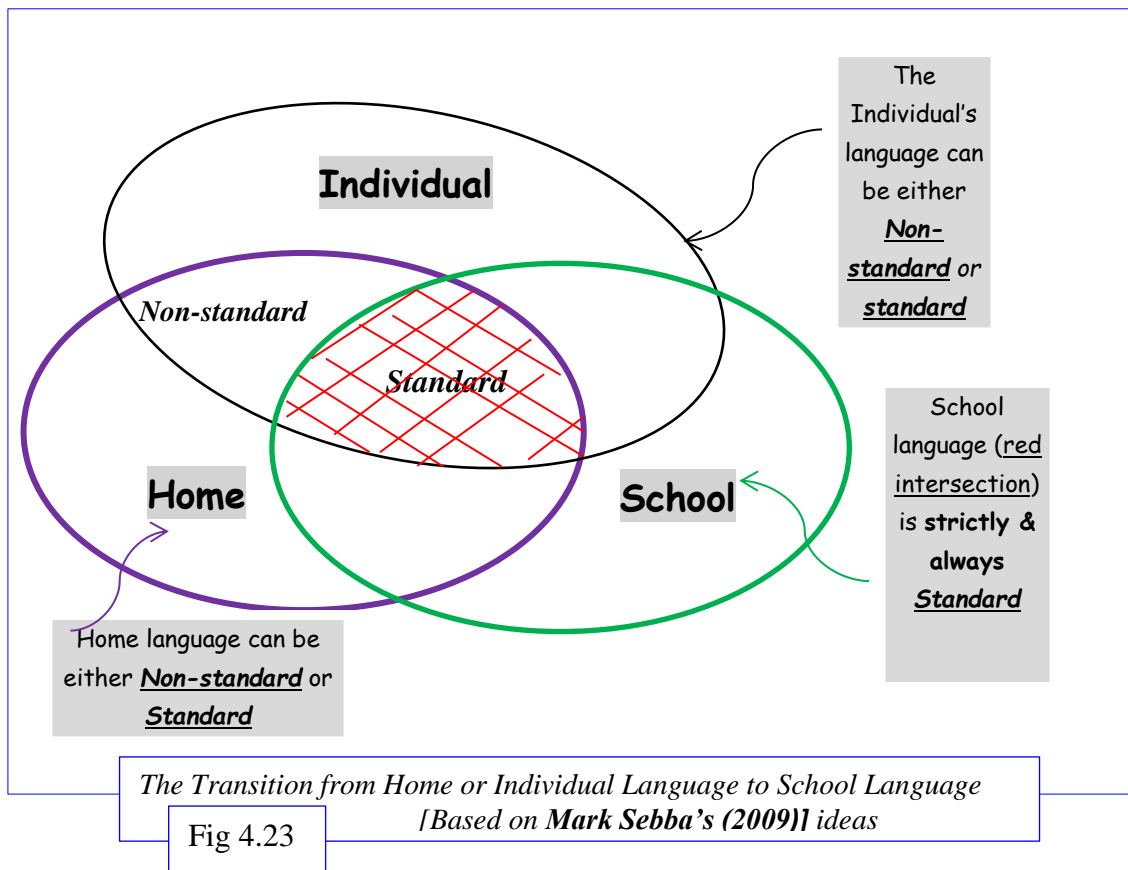 The
Individual's
language can
be either
Non-
standard or
standard
Individual
Non-standard
Standard
Home
School
School
language (red
intersection)
is strictly &
always
Standard
Home language can be
either Non-standard or
Standard
The Transition from Home or Individual Language to School Language
[Based on Mark Sebba's (2009)] ideas
Fig 4.23